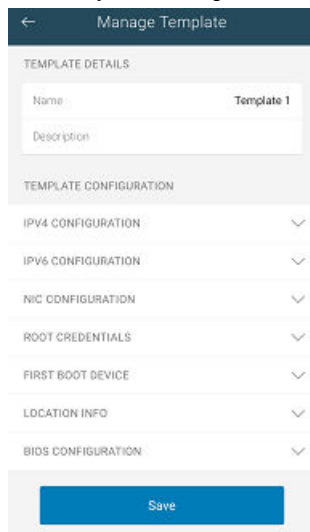 Manage Template
TEMPLATE DETAILS
Name Template 1
Description
TEMPLATE CONFIGURATION
IPV4 CONFIGURATION
IPV6 CONFIGURATION
NIC CONFIGURATION
ROOT CREDENTIALS
FIRST BOOT DEVICE
LOCATION INFO
BIOS CONFIGURATION
Save